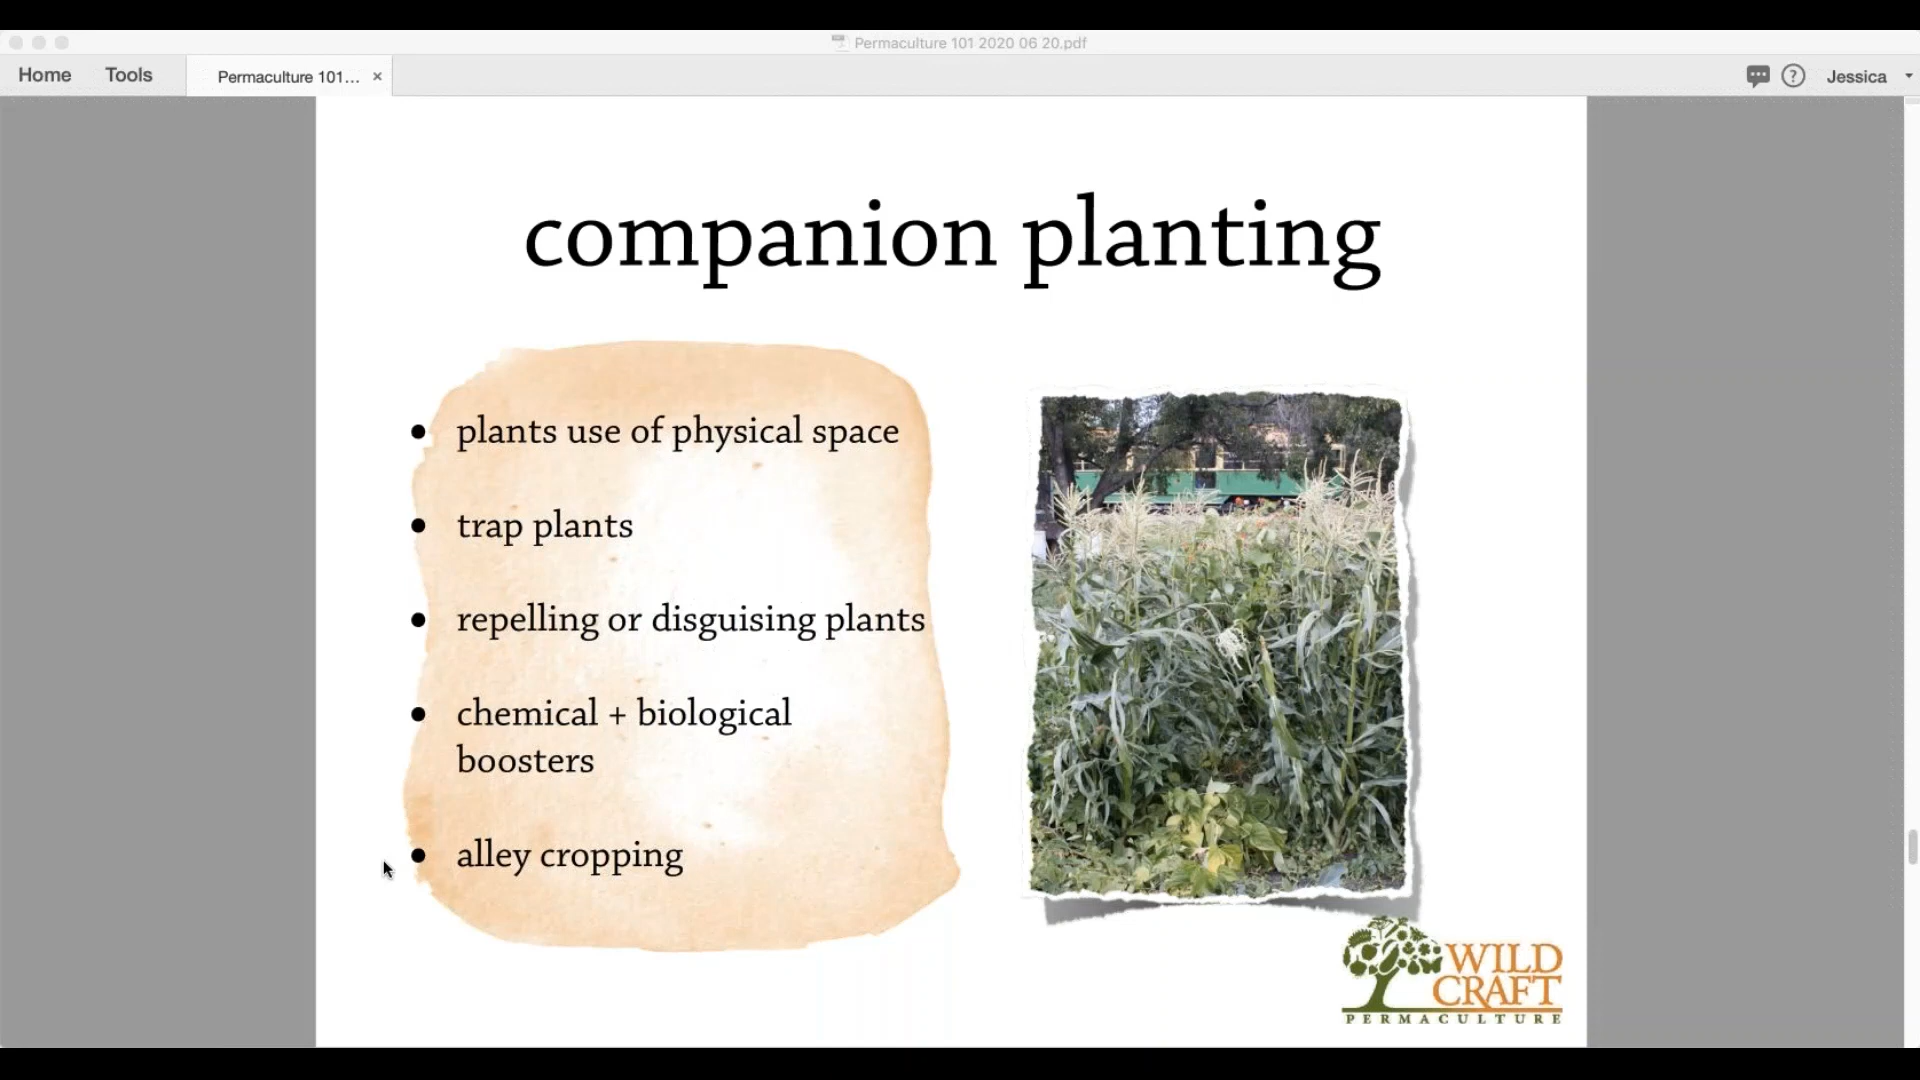 Permaculture 101 2020 06 20.pdf
Home Tools Permaculture 101... × ? Jessica
companion planting
• plants use of physical space
• trap plants
• repelling or disguising plants
• chemical + biological
boosters
• alley cropping
WILD
CRAFT
PERMACULTURE